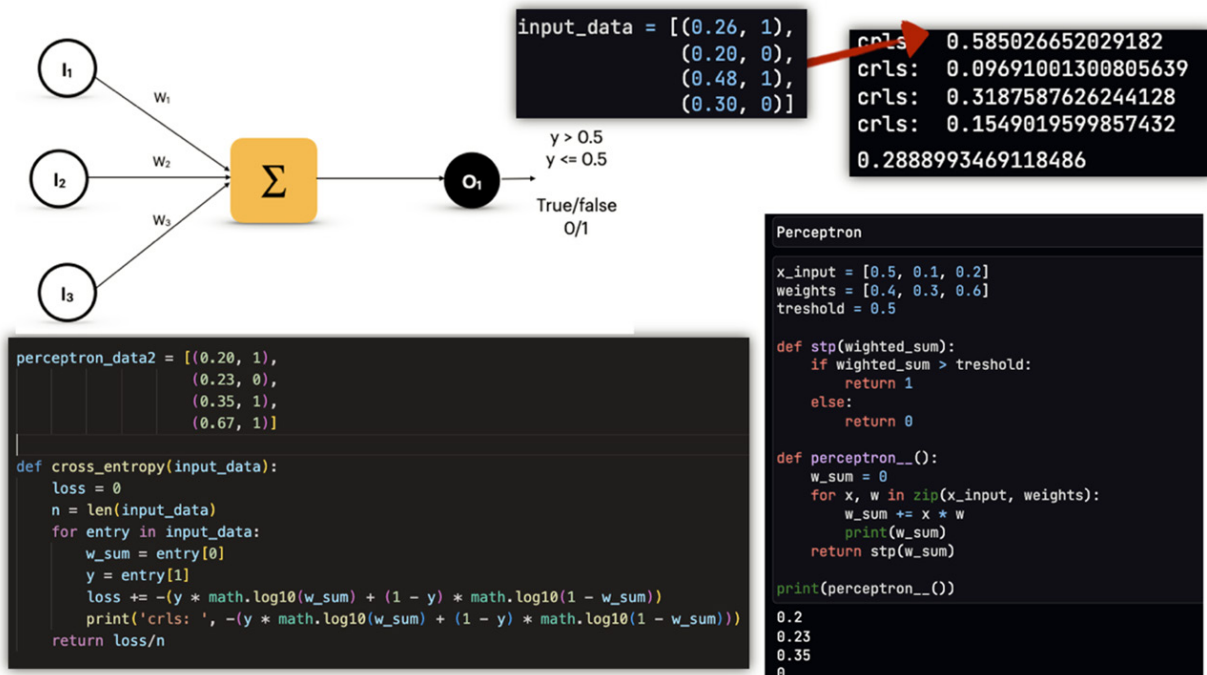 I₁
W₁
I₂
W₂
I₃
W₃
Σ
O₁
y > 0.5
y <= 0.5
True/false
0/1
input_data = [(0.26, 1),
(0.20, 0),
(0.48, 1),
(0.30, 0)]
crls: 0.585026652029182
crls: 0.09691001300805639
crls: 0.3187587626244128
crls: 0.1549019599857432
0.2888993469118486
perceptron_data2 = [(0.20, 1),
(0.23, 0),
(0.35, 1),
(0.67, 1)]
def cross_entropy(input_data):
loss = 0
n = len(input_data)
for entry in input_data:
w_sum = entry[0]
y = entry[1]
loss += -(y * math.log10(w_sum) + (1 - y) * math.log10(1 - w_sum))
print('crls: ', -(y * math.log10(w_sum) + (1 - y) * math.log10(1 - w_sum)))
return loss/n
Perceptron
x_input = [0.5, 0.1, 0.2]
weights = [0.4, 0.3, 0.6]
treshold = 0.5
def stp(wighted_sum):
if wighted_sum > treshold:
return 1
else:
return 0
def perceptron__():
w_sum = 0
for x, w in zip(x_input, weights):
w_sum += x * w
print(w_sum)
return stp(w_sum)
print(perceptron__())
0.2
0.23
0.35
0